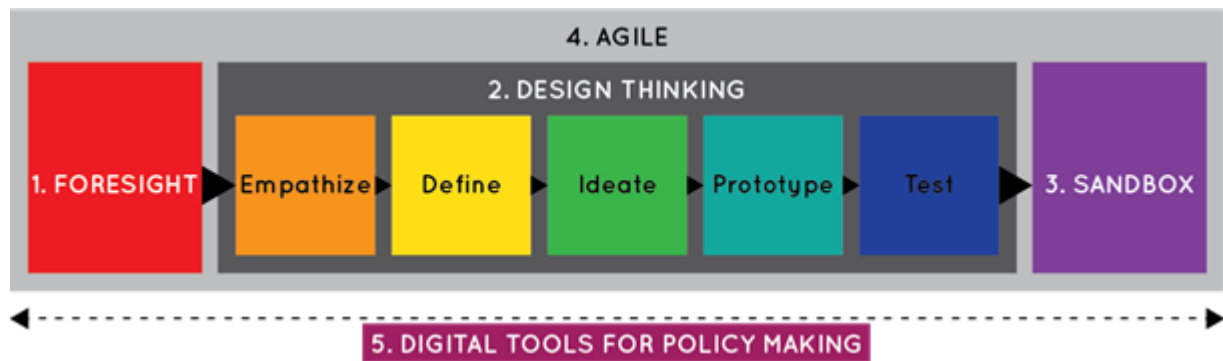 4. AGILE
2. DESIGN THINKING
1. FORESIGHT
Empathize
Define
Ideate
Prototype
Test
3. SANDBOX
5. DIGITAL TOOLS FOR POLICY MAKING